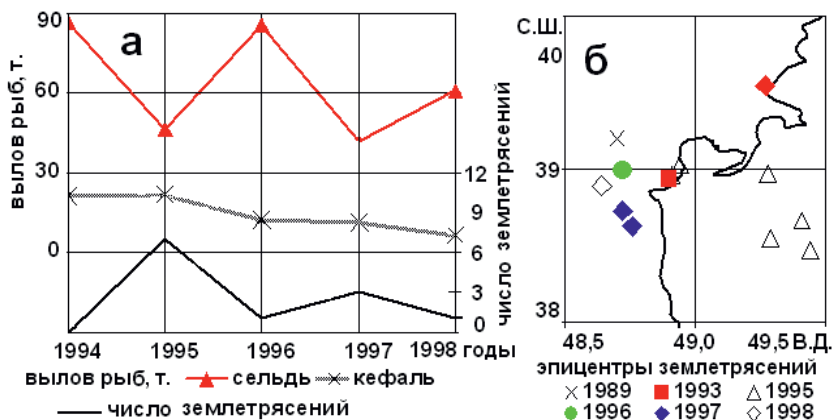 а
90
60
30
0
вылов рыб, т.
12
9
6
3
0
число землетрясений
1994 1995 1996 1997 1998 годы
вылов рыб, т. сельдь кефаль
число землетрясений
б
С.Ш.
40
39
38
48,5 49,0 49,5 В.Д.
эпицентры землетрясений
1989 1993 1995
1996 1997 1998